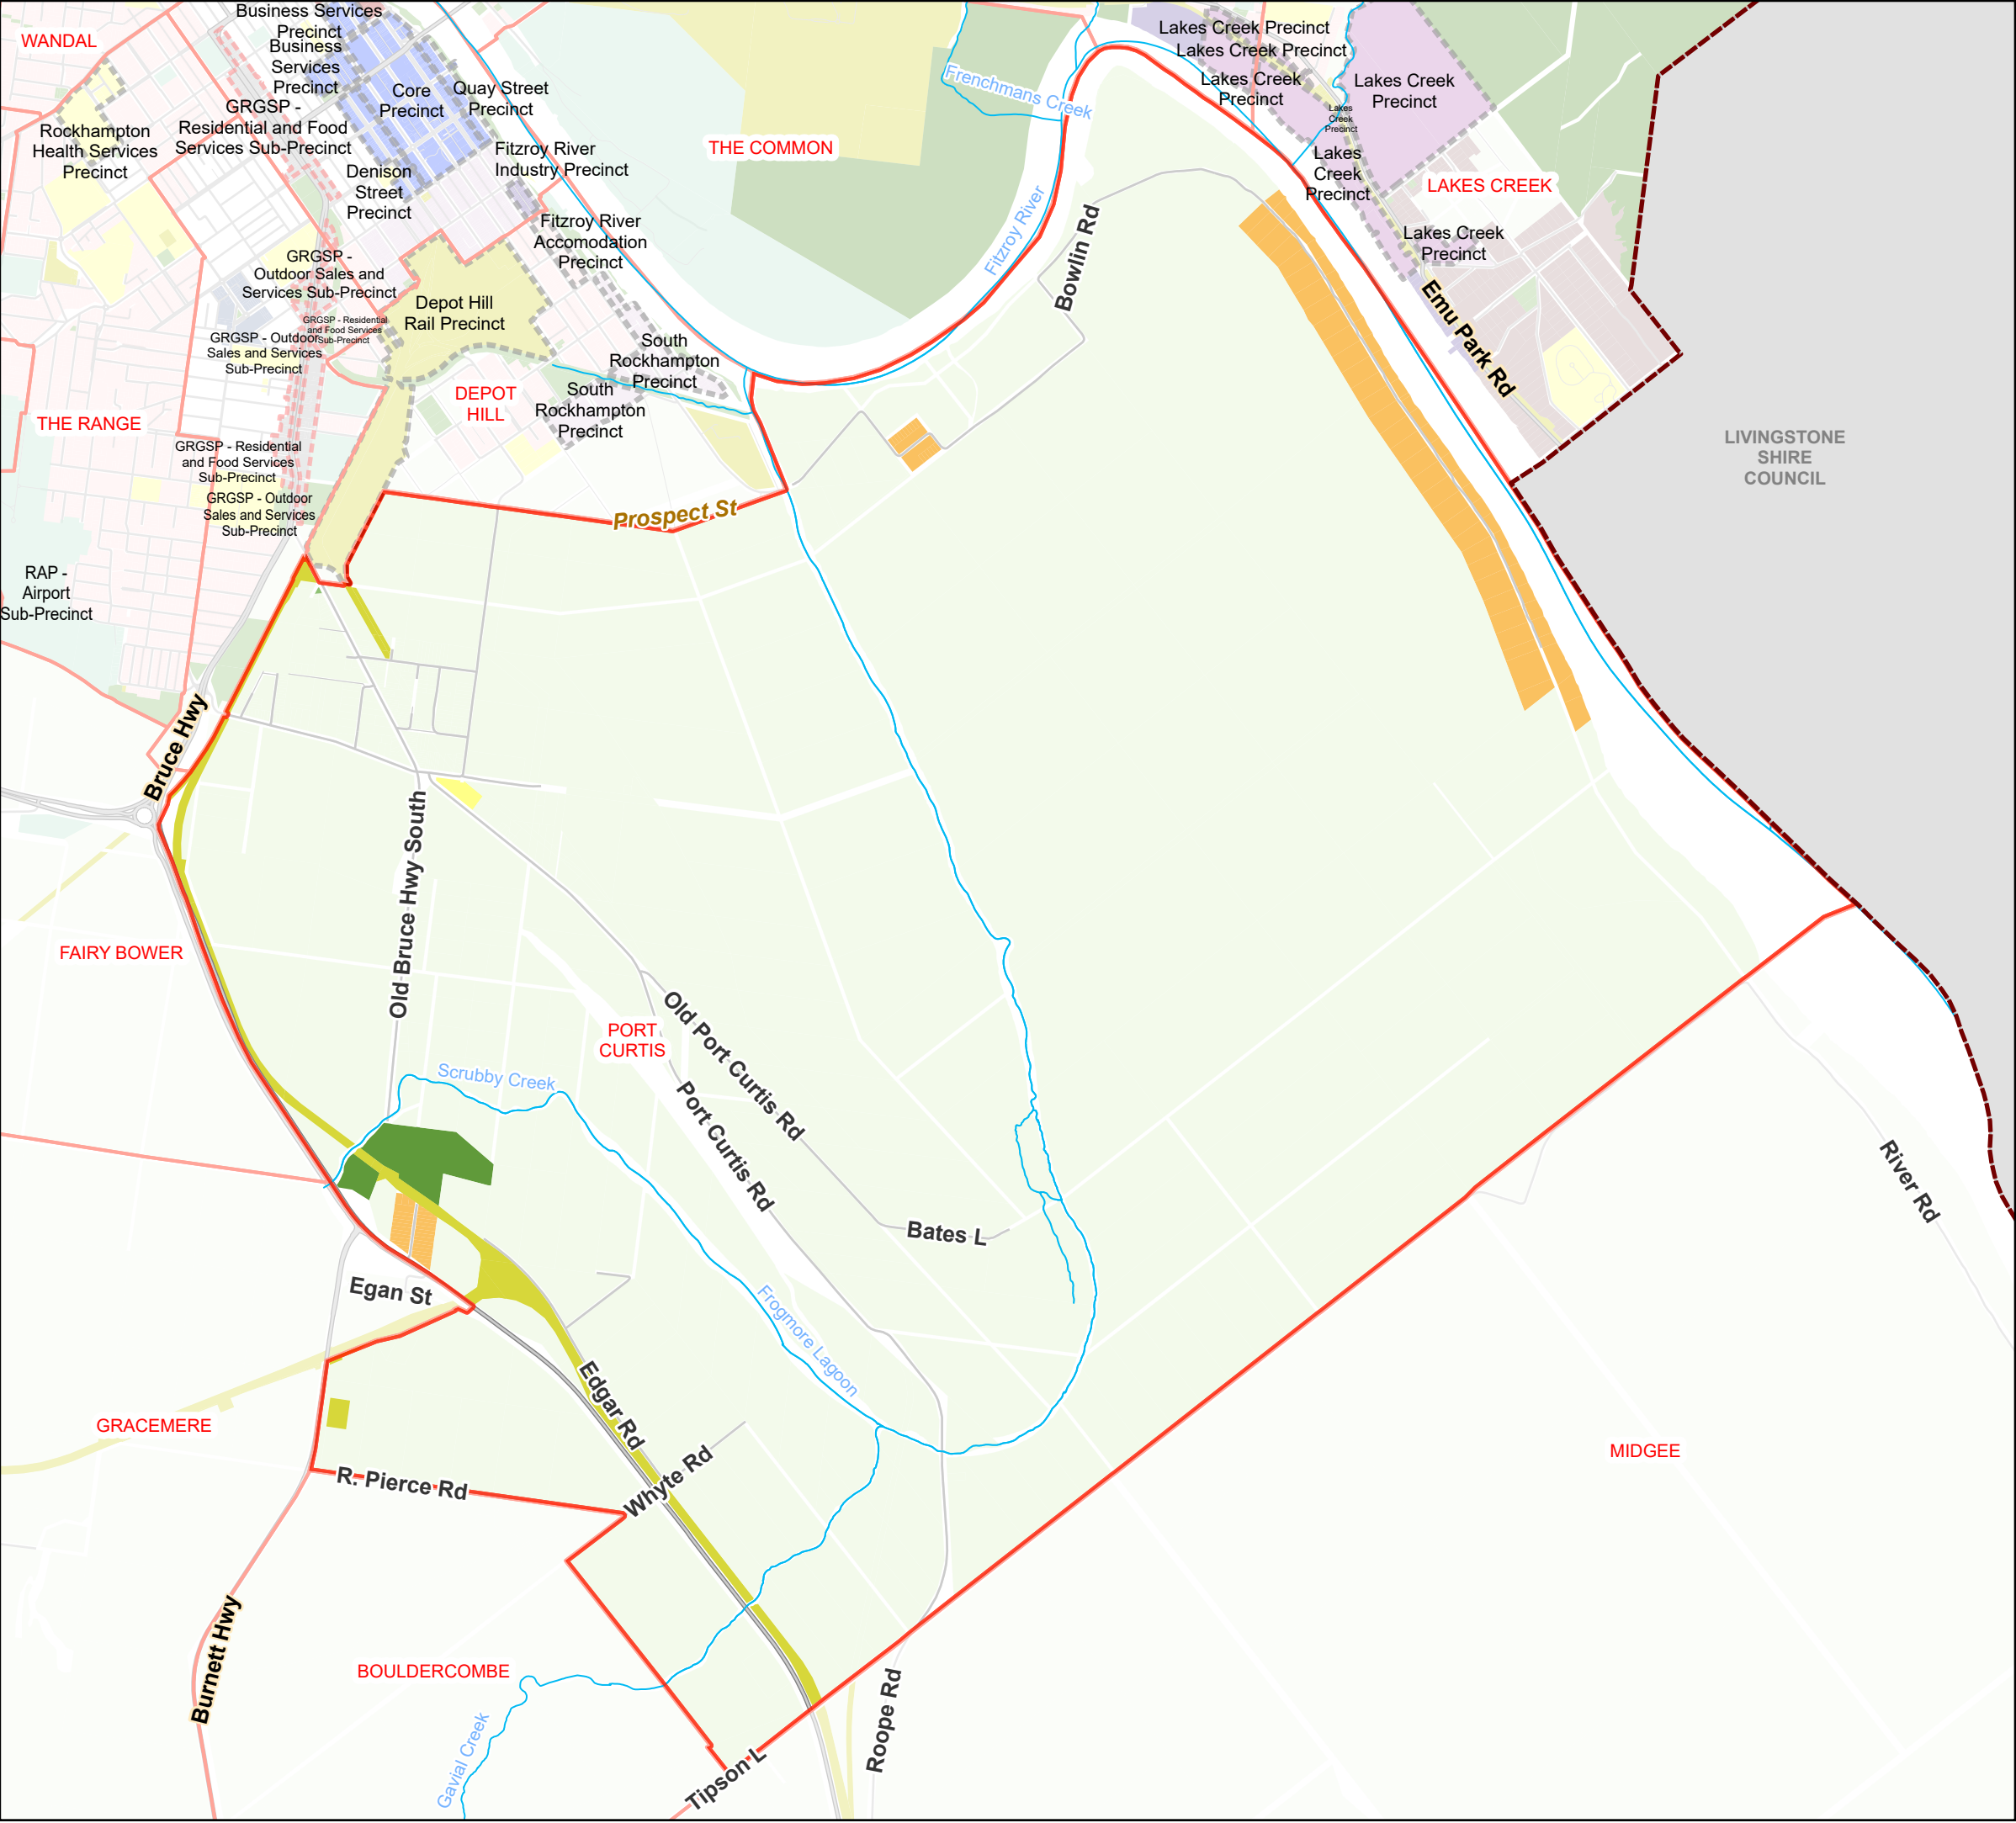 Business Services
Precinct
WANDAL
Business
Services
Precinct
Core
Precinct
Quay Street
Precinct
GRGSP -
Residential and Food
Services Sub-Precinct
Rockhampton
Health Services
Precinct
Denison
Street
Precinct
Fitzroy River
Industry Precinct
Fitzroy River
Accomodation
Precinct
GRGSP -
Outdoor Sales and
Services Sub-Precinct
Depot Hill
Rail Precinct
GRGSP - Residential
and Food Services
Sub-Precinct
GRGSP - Outdoor
Sales and Services
Sub-Precinct
South
Rockhampton
Precinct
South
Rockhampton
Precinct
DEPOT
HILL
THE RANGE
GRGSP - Residential
and Food Services
Sub-Precinct
GRGSP - Outdoor
Sales and Services
Sub-Precinct
RAP -
Airport
Sub-Precinct
THE COMMON
Frenchmans Creek
Fitzroy River
Bowlin Rd
Lakes Creek Precinct
Lakes Creek Precinct
Lakes Creek
Precinct
Lakes Creek
Precinct
Lakes
Creek
Precinct
Lakes
Creek
Precinct
LAKES CREEK
Lakes Creek
Precinct
Emu Park Rd
LIVINGSTONE
SHIRE
COUNCIL
Prospect St
Bruce Hwy
Old Bruce Hwy South
FAIRY BOWER
PORT
CURTIS
Old Port Curtis Rd
Port Curtis Rd
Scrubby Creek
Bates L
River Rd
Egan St
Frogmore Lagoon
Edgar Rd
GRACEMERE
R. Pierce Rd
Whyte Rd
MIDGEE
Burnett Hwy
BOULDERCOMBE
Gavial Creek
Tipson L
Roope Rd